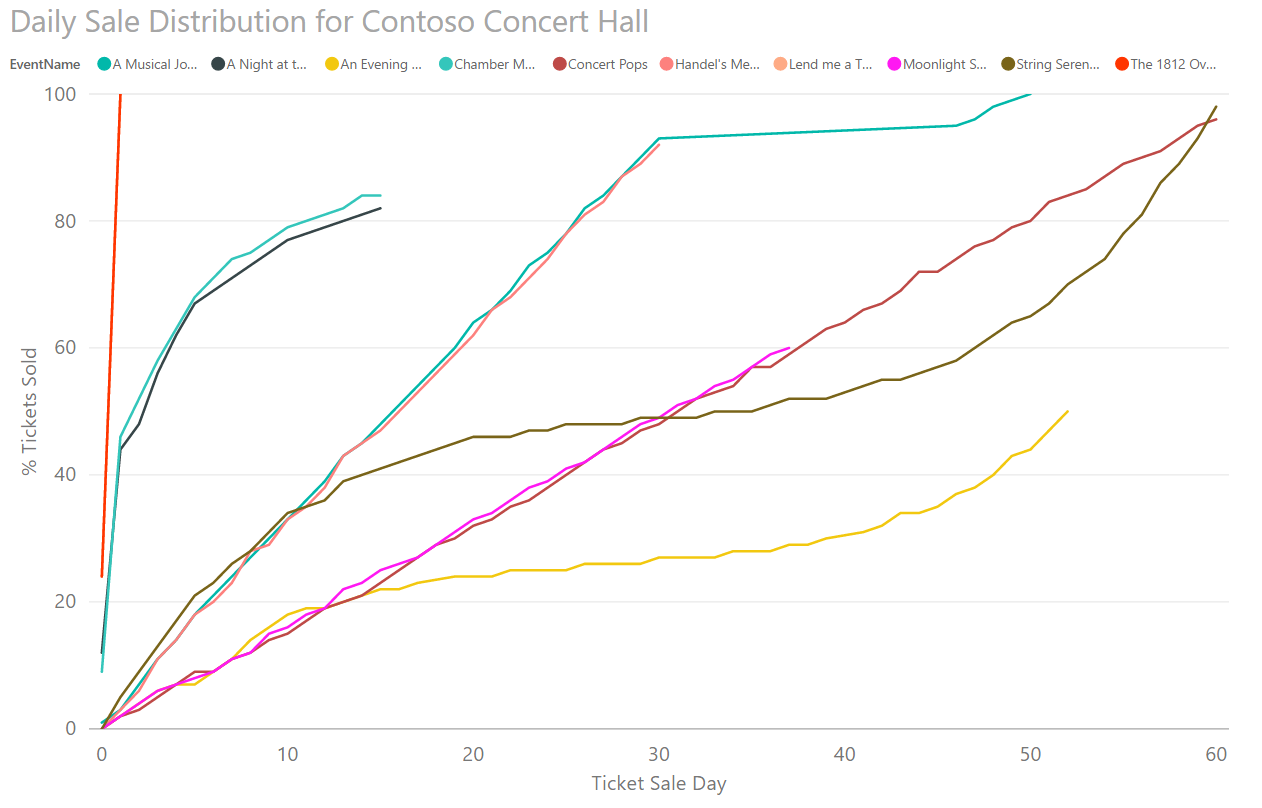 Daily Sale Distribution for Contoso Concert Hall
EventName A Musical Jo... A Night at t... An Evening ... Chamber M... Concert Pops Handel's Me... Lend me a T... Moonlight S... String Seren... The 1812 Ov...
100
80
60
40
20
0
% Tickets Sold
0 10 20 30 40 50 60
Ticket Sale Day